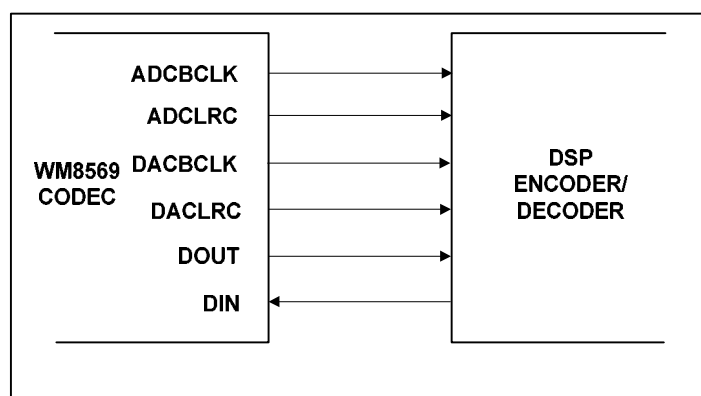 ADCBCLK
ADCLRC
WM8569
CODEC
DACBCLK
DACLRC
DOUT
DIN
DSP
ENCODER/
DECODER